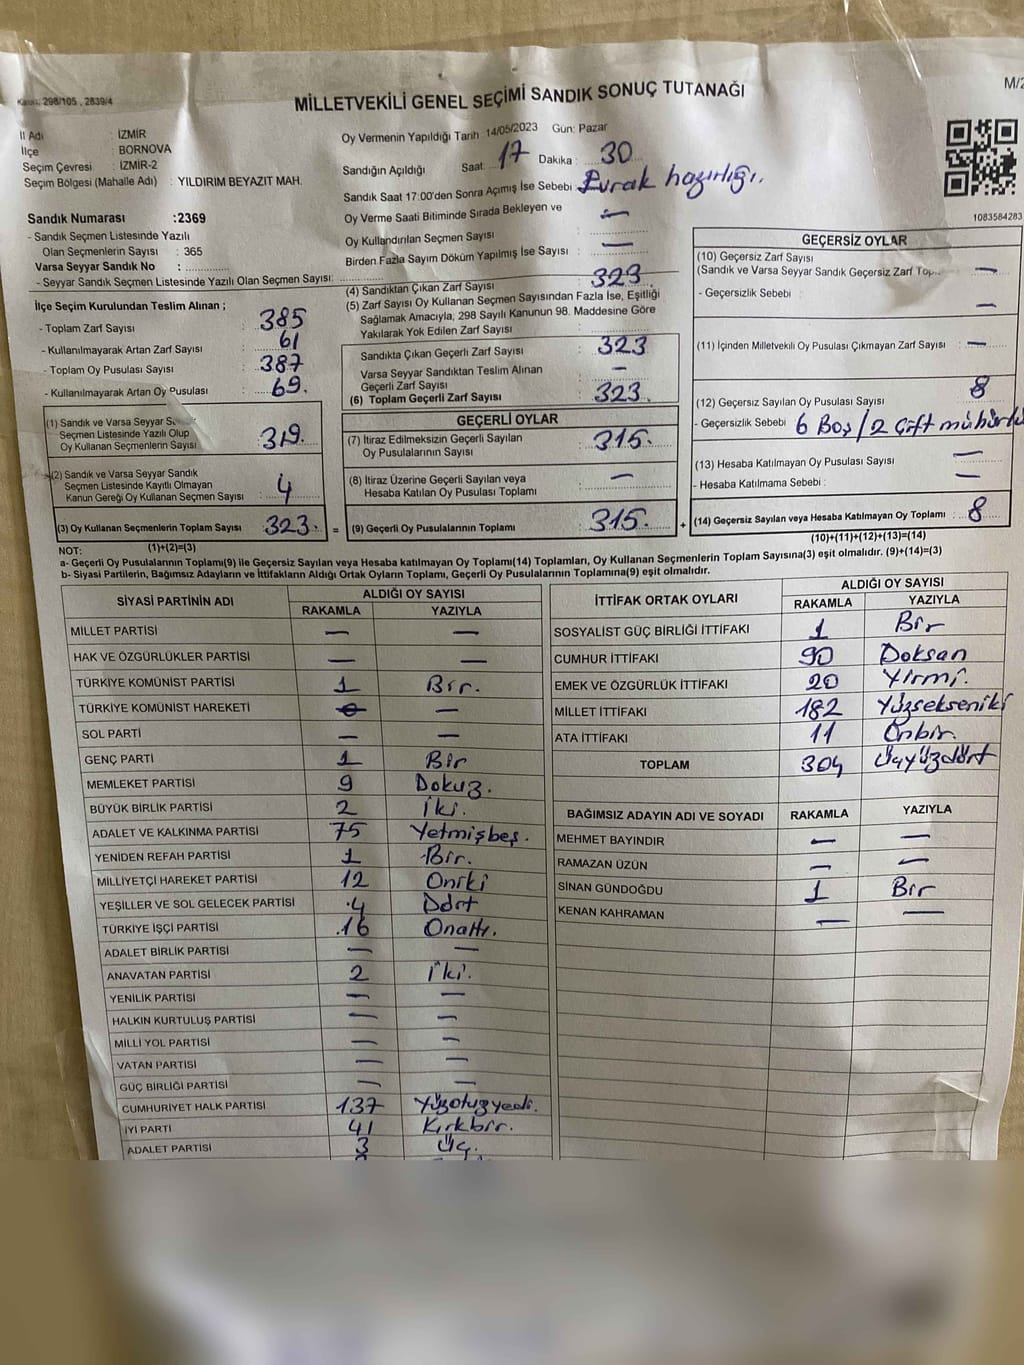 Kanun: 298/105 , 2839/4
M/2
MİLLETVEKİLİ GENEL SEÇİMİ SANDIK SONUÇ TUTANAĞI
İl Adı : İZMİR
İlçe : BORNOVA
Seçim Çevresi : İZMİR-2
Seçim Bölgesi (Mahalle Adı) : YILDIRIM BEYAZIT MAH.
Sandık Numarası :2369
- Sandık Seçmen Listesinde Yazılı
Olan Seçmenlerin Sayısı : 365
Varsa Seyyar Sandık No :
- Seyyar Sandık Seçmen Listesinde Yazılı Olan Seçmen Sayısı:
Oy Vermenin Yapıldığı Tarih 14/05/2023 Gün: Pazar
Sandığın Açıldığı Saat: 17 Dakika : 30
Sandık Saat 17:00'den Sonra Açımış İse Sebebi : Evrak hazırlığı.
Oy Verme Saati Bitiminde Sırada Bekleyen ve
Oy Kullandırılan Seçmen Sayısı : —
Birden Fazla Sayım Döküm Yapılmış İse Sayısı : —
1083584283
İlçe Seçim Kurulundan Teslim Alınan ;
- Toplam Zarf Sayısı : 385
- Kullanılmayarak Artan Zarf Sayısı : 61
- Toplam Oy Pusulası Sayısı : 387
- Kullanılmayarak Artan Oy Pusulası : 69.
(1) Sandık ve Varsa Seyyar
Seçmen Listesinde Yazılı Olup
Oy Kullanan Seçmenlerin Sayısı : 319.
(2) Sandık ve Varsa Seyyar Sandık
Seçmen Listesinde Kayıtlı Olmayan
Kanun Gereği Oy Kullanan Seçmen Sayısı : 4
(3) Oy Kullanan Seçmenlerin Toplam Sayısı 323. =
(1)+(2)=(3)
(4) Sandıktan Çıkan Zarf Sayısı : 323
(5) Zarf Sayısı Oy Kullanan Seçmen Sayısından Fazla İse, Eşitliği
Sağlamak Amacıyla, 298 Sayılı Kanunun 98. Maddesine Göre
Yakılarak Yok Edilen Zarf Sayısı :
Sandıkta Çıkan Geçerli Zarf Sayısı : 323
Varsa Seyyar Sandıktan Teslim Alınan
Geçerli Zarf Sayısı : —
(6) Toplam Geçerli Zarf Sayısı : 323.
GEÇERLİ OYLAR
(7) İtiraz Edilmeksizin Geçerli Sayılan
Oy Pusulalarının Sayısı : 315.
(8) İtiraz Üzerine Geçerli Sayılan veya
Hesaba Katılan Oy Pusulası Toplamı : —
(9) Geçerli Oy Pusulalarının Toplamı : 315. +
GEÇERSİZ OYLAR
(10) Geçersiz Zarf Sayısı
(Sandık ve Varsa Seyyar Sandık Geçersiz Zarf —
- Geçersizlik Sebebi : —
(11) İçinden Milletvekili Oy Pusulası Çıkmayan Zarf Sayısı : —
(12) Geçersiz Sayılan Oy Pusulası Sayısı : 8
- Geçersizlik Sebebi : 6 Boş / 2 Çift mühürlü
(13) Hesaba Katılmayan Oy Pusulası Sayısı : —
- Hesaba Katılmama Sebebi : —
(14) Geçersiz Sayılan veya Hesaba Katılmayan Oy Toplamı : 8
(10)+(11)+(12)+(13)=(14)
NOT:
a- Geçerli Oy Pusulalarının Toplamı(9) ile Geçersiz Sayılan veya Hesaba katılmayan Oy Toplamı(14) Toplamları, Oy Kullanan Seçmenlerin Toplam Sayısına(3) eşit olmalıdır. (9)+(14)=(3)
b- Siyasi Partilerin, Bağımsız Adayların ve İttifakların Aldığı Ortak Oyların Toplamı, Geçerli Oy Pusulalarının Toplamına(9) eşit olmalıdır.
SİYASİ PARTİNİN ADI ALDIĞI OY SAYISI
RAKAMLA YAZIYLA
MİLLET PARTİSİ — —
HAK VE ÖZGÜRLÜKLER PARTİSİ — —
TÜRKİYE KOMÜNİST PARTİSİ 1 Bir.
TÜRKİYE KOMÜNİST HAREKETİ — —
SOL PARTİ — —
GENÇ PARTİ 1 Bir
MEMLEKET PARTİSİ 9 Dokuz.
BÜYÜK BİRLİK PARTİSİ 2 İki.
ADALET VE KALKINMA PARTİSİ 75 Yetmişbeş.
YENİDEN REFAH PARTİSİ 1 Bir.
MİLLİYETÇİ HAREKET PARTİSİ 12 Oniki
YEŞİLLER VE SOL GELECEK PARTİSİ 4 Dört
TÜRKİYE İŞÇİ PARTİSİ 16 Onaltı.
ADALET BİRLİK PARTİSİ — —
ANAVATAN PARTİSİ 2 İki.
YENİLİK PARTİSİ — —
HALKIN KURTULUŞ PARTİSİ — —
MİLLİ YOL PARTİSİ — —
VATAN PARTİSİ — —
GÜÇ BİRLİĞİ PARTİSİ — —
CUMHURİYET HALK PARTİSİ 137 Yüzotuzyedi.
İYİ PARTİ 41 Kırkbir.
ADALET PARTİSİ 3 Üç.
İTTİFAK ORTAK OYLARI ALDIĞI OY SAYISI
RAKAMLA YAZIYLA
SOSYALİST GÜÇ BİRLİĞİ İTTİFAKI 1 Bir
CUMHUR İTTİFAKI 90 Doksan
EMEK VE ÖZGÜRLÜK İTTİFAKI 20 Yirmi.
MİLLET İTTİFAKI 182 Yüzsekseniki
ATA İTTİFAKI 11 Onbir.
TOPLAM 304 Üçyüzdört
BAĞIMSIZ ADAYIN ADI VE SOYADI RAKAMLA YAZIYLA
MEHMET BAYINDIR — —
RAMAZAN ÜZÜN — —
SİNAN GÜNDOĞDU 1 Bir
KENAN KAHRAMAN — —